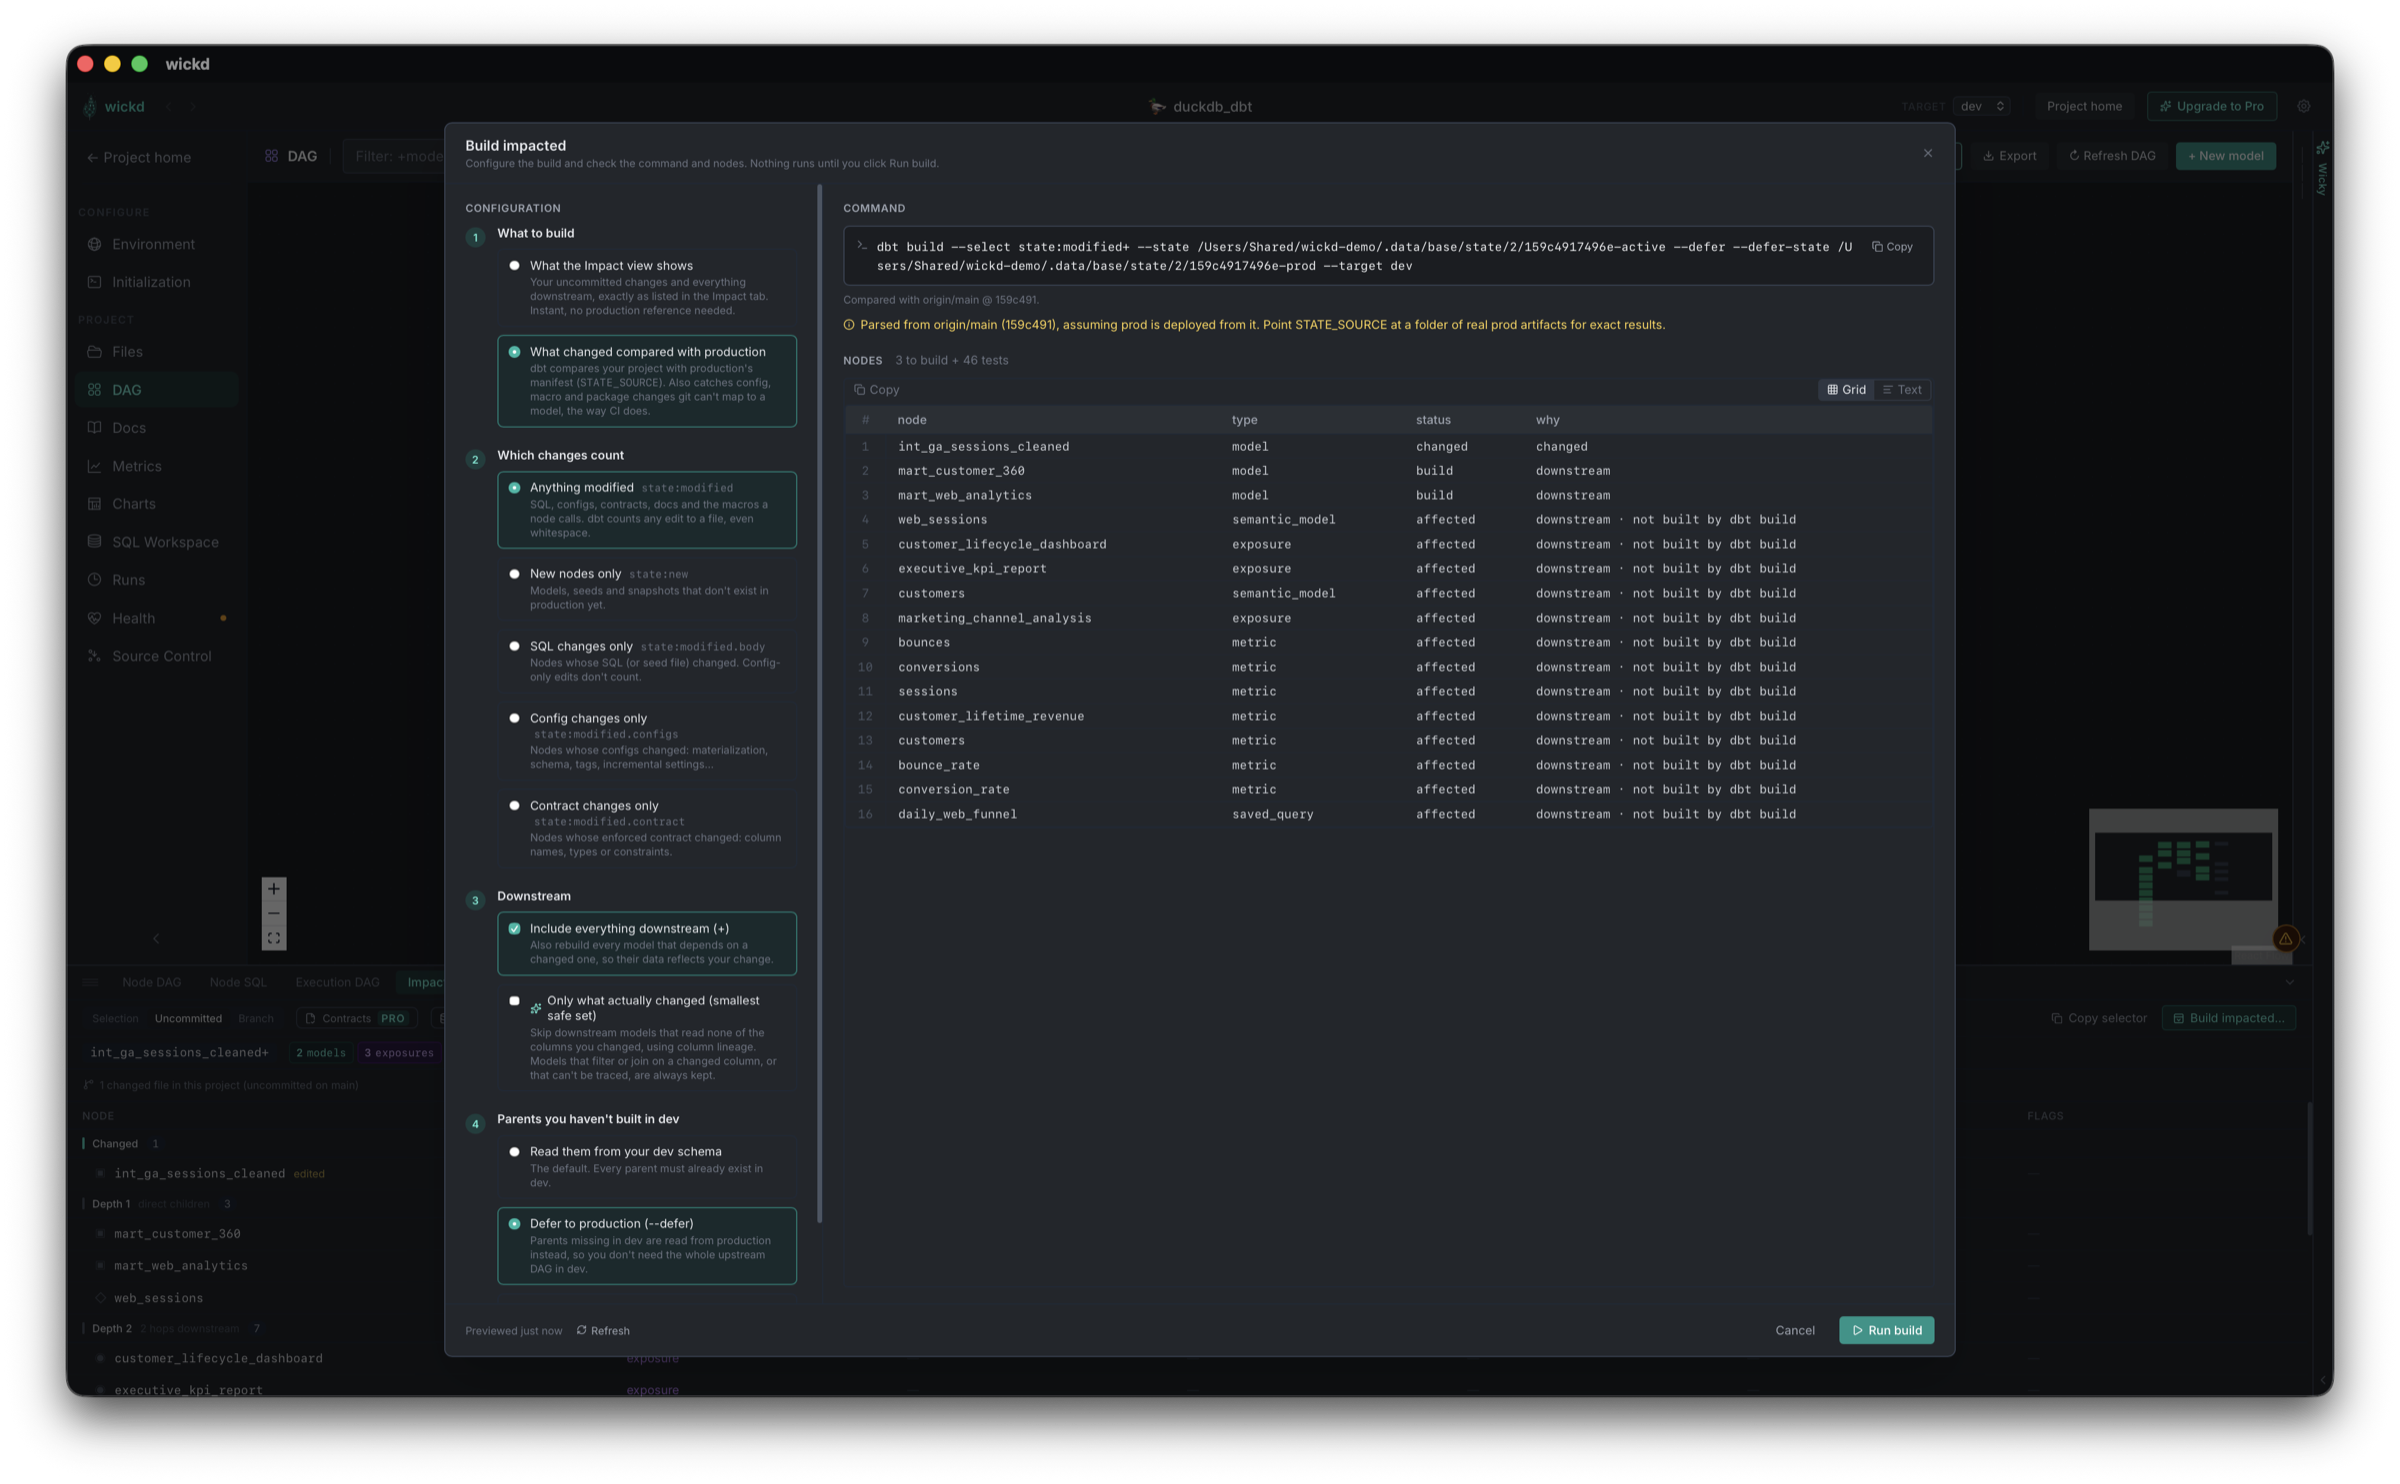 wickd
wickd
duckdb_dbt
TARGET
dev
Project home
Upgrade to Pro
Project home
DAG
Filter: +mode
Export
Refresh DAG
+ New model
Wicky
CONFIGURE
Environment
Initialization
PROJECT
Files
DAG
Docs
Metrics
Charts
SQL Workspace
Runs
Health
Source Control
Build impacted
Configure the build and check the command and nodes. Nothing runs until you click Run build.
CONFIGURATION
1 What to build
What the Impact view shows
Your uncommitted changes and everything
downstream, exactly as listed in the Impact tab.
Instant, no production reference needed.
What changed compared with production
dbt compares your project with production's
manifest (STATE_SOURCE). Also catches config,
macro and package changes git can't map to a
model, the way CI does.
2 Which changes count
Anything modified state:modified
SQL, configs, contracts, docs and the macros a
node calls. dbt counts any edit to a file, even
whitespace.
New nodes only state:new
Models, seeds and snapshots that don't exist in
production yet.
SQL changes only state:modified.body
Nodes whose SQL (or seed file) changed. Config-
only edits don't count.
Config changes only
state:modified.configs
Nodes whose configs changed: materialization,
schema, tags, incremental settings...
Contract changes only
state:modified.contract
Nodes whose enforced contract changed: column
names, types or constraints.
3 Downstream
Include everything downstream (+)
Also rebuild every model that depends on a
changed one, so their data reflects your change.
Only what actually changed (smallest
safe set)
Skip downstream models that read none of the
columns you changed, using column lineage.
Models that filter or join on a changed column, or
that can't be traced, are always kept.
4 Parents you haven't built in dev
Read them from your dev schema
The default. Every parent must already exist in
dev.
Defer to production (--defer)
Parents missing in dev are read from production
instead, so you don't need the whole upstream
DAG in dev.
Previewed just now
Refresh
COMMAND
dbt build --select state:modified+ --state /Users/Shared/wickd-demo/.data/base/state/2/159c4917496e-active --defer --defer-state /U
sers/Shared/wickd-demo/.data/base/state/2/159c4917496e-prod --target dev
Copy
Compared with origin/main @ 159c491.
Parsed from origin/main (159c491), assuming prod is deployed from it. Point STATE_SOURCE at a folder of real prod artifacts for exact results.
NODES 3 to build + 46 tests
Copy
Grid
Text
# node type status why
1 int_ga_sessions_cleaned model changed changed
2 mart_customer_360 model build downstream
3 mart_web_analytics model build downstream
4 web_sessions semantic_model affected downstream · not built by dbt build
5 customer_lifecycle_dashboard exposure affected downstream · not built by dbt build
6 executive_kpi_report exposure affected downstream · not built by dbt build
7 customers semantic_model affected downstream · not built by dbt build
8 marketing_channel_analysis exposure affected downstream · not built by dbt build
9 bounces metric affected downstream · not built by dbt build
10 conversions metric affected downstream · not built by dbt build
11 sessions metric affected downstream · not built by dbt build
12 customer_lifetime_revenue metric affected downstream · not built by dbt build
13 customers metric affected downstream · not built by dbt build
14 bounce_rate metric affected downstream · not built by dbt build
15 conversion_rate metric affected downstream · not built by dbt build
16 daily_web_funnel saved_query affected downstream · not built by dbt build
Cancel
Run build
Node DAG
Node SQL
Execution DAG
Impac
Selection
Uncommitted
Branch
Contracts PRO
Copy selector
Build impacted...
int_ga_sessions_cleaned+
2 models
3 exposures
1 changed file in this project (uncommitted on main)
NODE
FLAGS
Changed 1
int_ga_sessions_cleaned edited
Depth 1 direct children 3
mart_customer_360
mart_web_analytics
web_sessions
Depth 2 2 hops downstream 7
customer_lifecycle_dashboard exposure
executive_kpi_report exposure